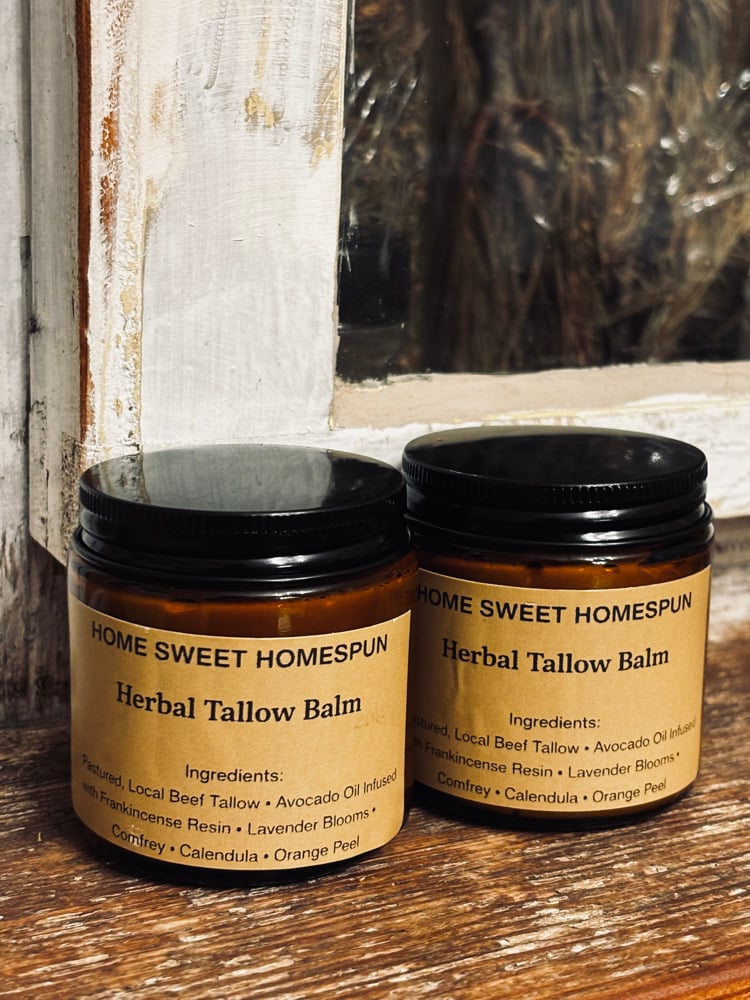 HOME SWEET HOMESPUN
Herbal Tallow Balm
Ingredients:
Pastured, Local Beef Tallow • Avocado Oil Infused
with Frankincense Resin • Lavender Blooms •
Comfrey • Calendula • Orange Peel
HOME SWEET HOMESPUN
Herbal Tallow Balm
Ingredients:
Local Beef Tallow • Avocado Oil Infused
Frankincense Resin • Lavender Blooms •
Comfrey • Calendula • Orange Peel